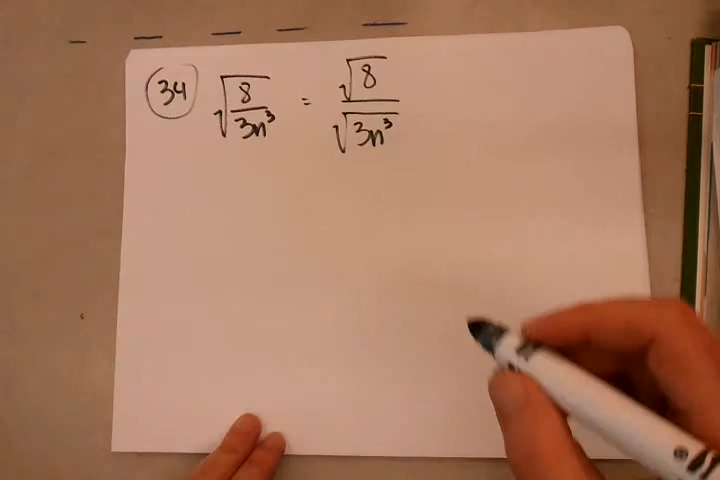 34 √(8/3n³) = √8/√3n³